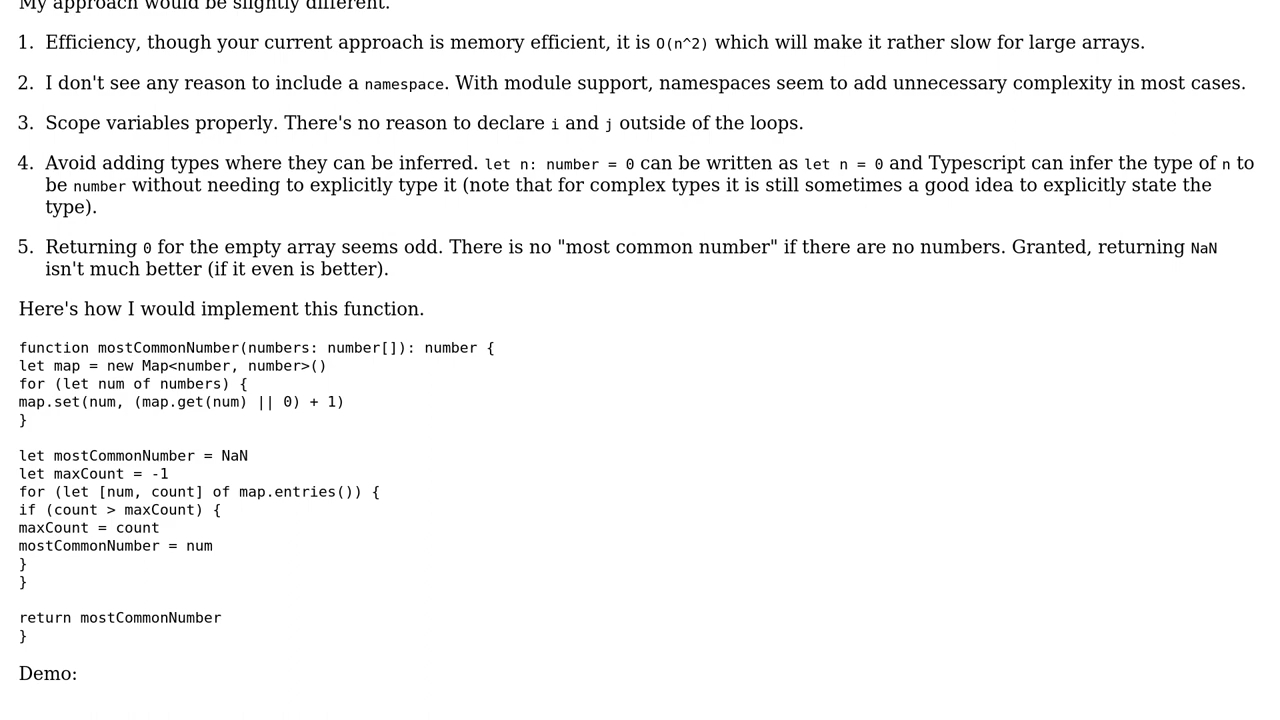 My approach would be slightly different.
1. Efficiency, though your current approach is memory efficient, it is O(n^2) which will make it rather slow for large arrays.
2. I don't see any reason to include a namespace. With module support, namespaces seem to add unnecessary complexity in most cases.
3. Scope variables properly. There's no reason to declare i and j outside of the loops.
4. Avoid adding types where they can be inferred. let n: number = 0 can be written as let n = 0 and Typescript can infer the type of n to
be number without needing to explicitly type it (note that for complex types it is still sometimes a good idea to explicitly state the
type).
5. Returning 0 for the empty array seems odd. There is no "most common number" if there are no numbers. Granted, returning NaN
isn't much better (if it even is better).
Here's how I would implement this function.
function mostCommonNumber(numbers: number[]): number {
let map = new Map<number, number>()
for (let num of numbers) {
map.set(num, (map.get(num) || 0) + 1)
}
let mostCommonNumber = NaN
let maxCount = -1
for (let [num, count] of map.entries()) {
if (count > maxCount) {
maxCount = count
mostCommonNumber = num
}
}
return mostCommonNumber
}
Demo: